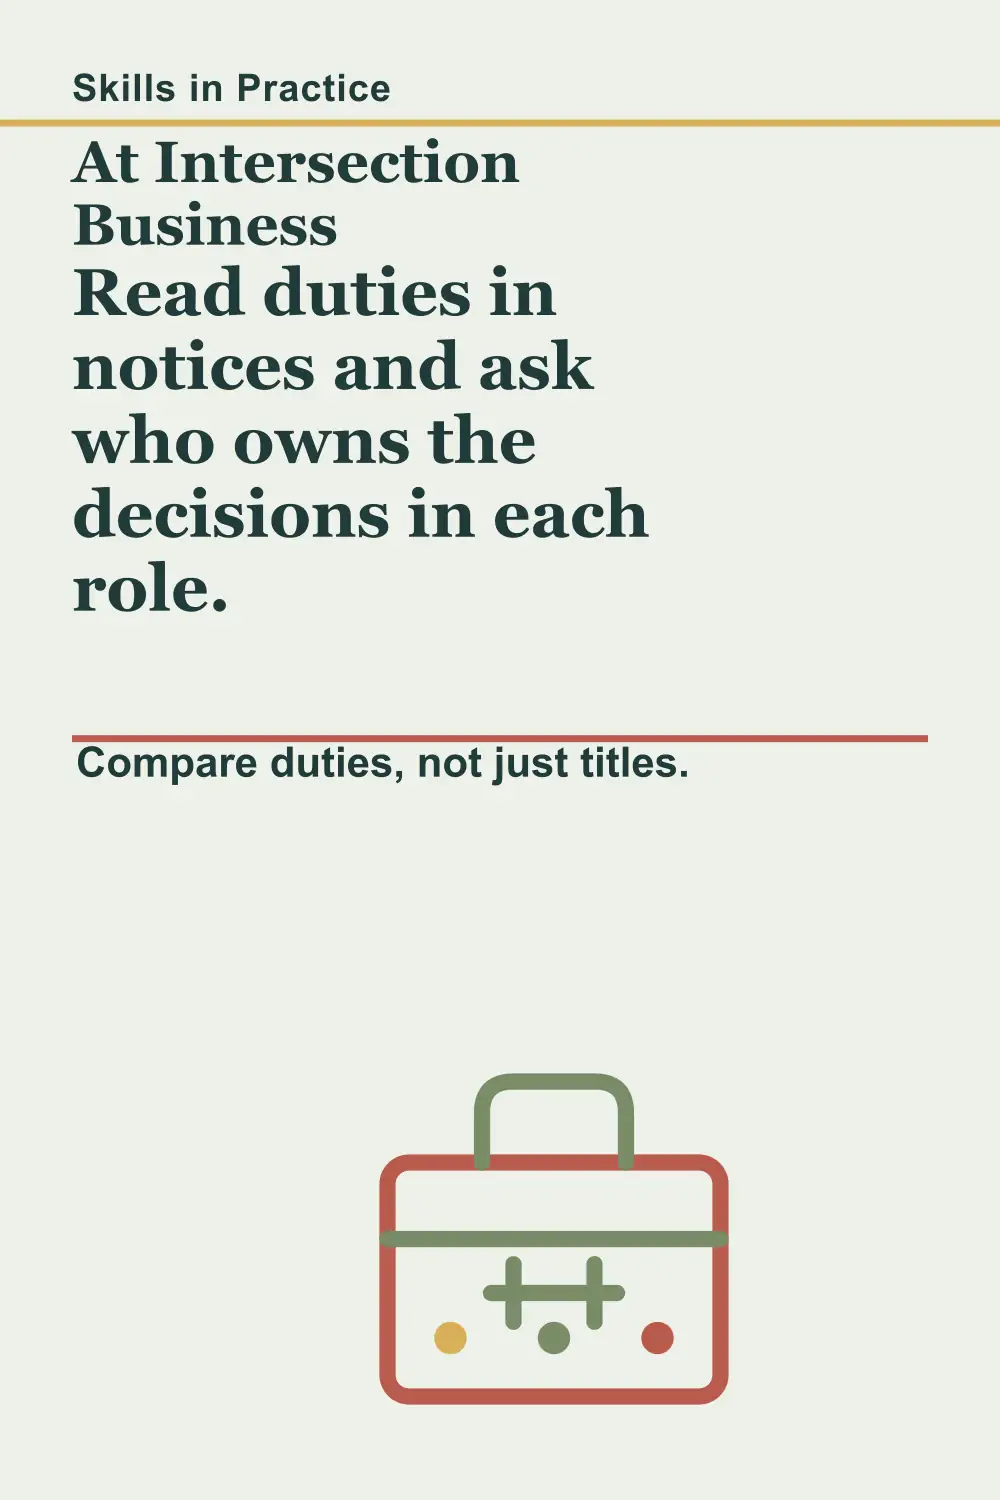 Skills in Practice
At Intersection
Business
Read duties in
notices and ask
who owns the
decisions in each
role.
Compare duties, not just titles.